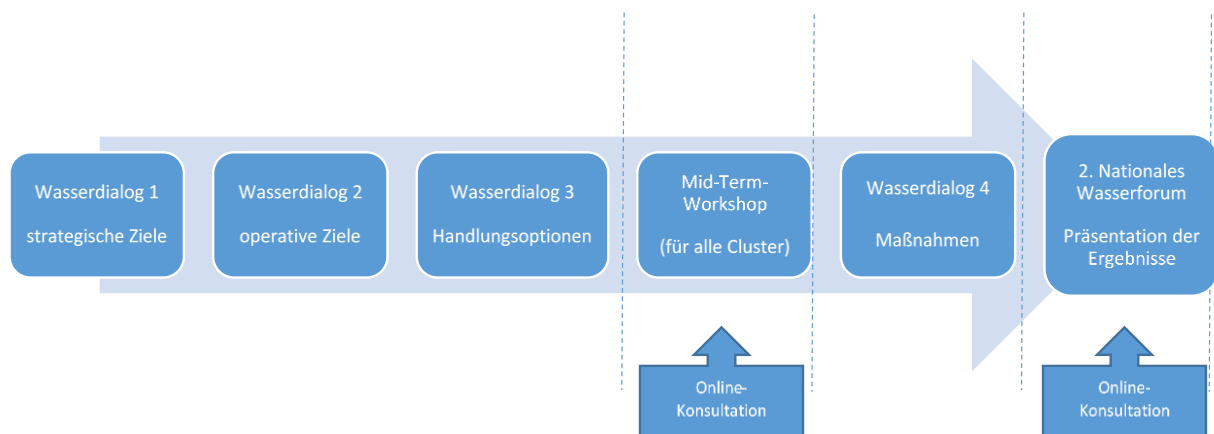 Wasserdialog 1
strategische Ziele
Wasserdialog 2
operative Ziele
Wasserdialog 3
Handlungsoptionen
Mid-Term-
Workshop
(für alle Cluster)
Wasserdialog 4
Maßnahmen
2. Nationales
Wasserforum
Präsentation der
Ergebnisse
Online-
Konsultation
Online-
Konsultation